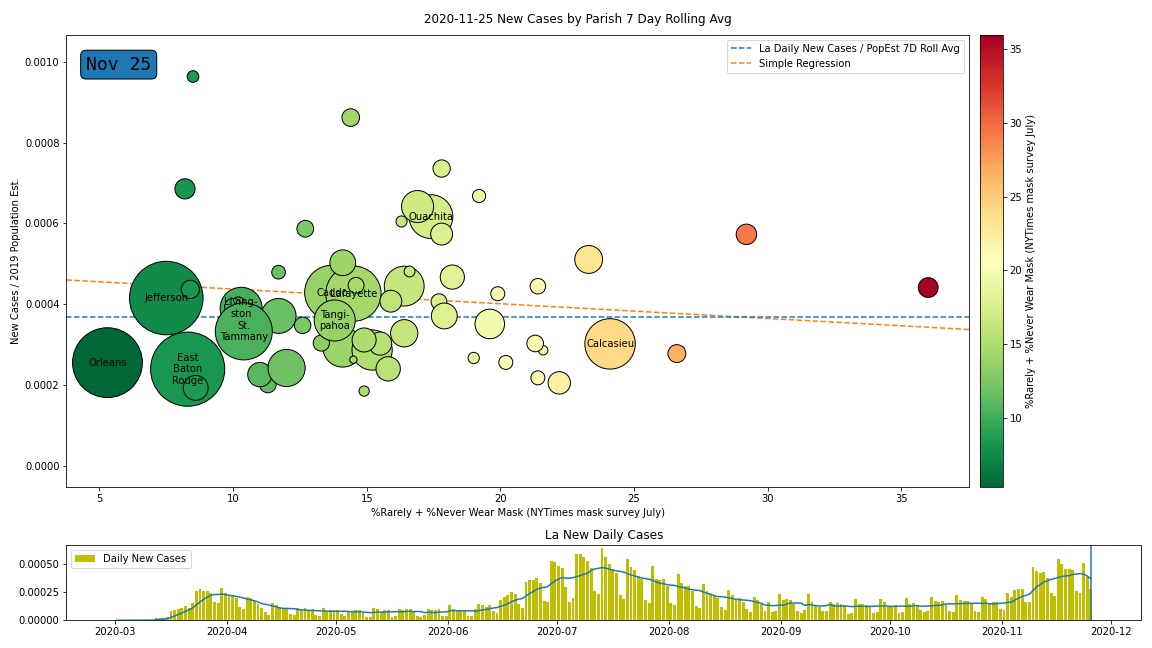 2020-11-25 New Cases by Parish 7 Day Rolling Avg
Nov 25
La Daily New Cases / PopEst 7D Roll Avg
Simple Regression
New Cases / 2019 Population Est.
0.0010
0.0008
0.0006
0.0004
0.0002
0.0000
Ouachita
Jefferson
Living-
ston
Caddo
Lafayette
Tangi-
pahoa
St.
Tammany
Orleans
East
Baton
Rouge
Calcasieu
5
10
15
20
25
30
35
%Rarely + %Never Wear Mask (NYTimes mask survey July)
35
30
25
20
15
10
%Rarely + %Never Wear Mask (NYTimes mask survey July)
La New Daily Cases
Daily New Cases
0.00050
0.00025
0.00000
2020-03
2020-04
2020-05
2020-06
2020-07
2020-08
2020-09
2020-10
2020-11
2020-12